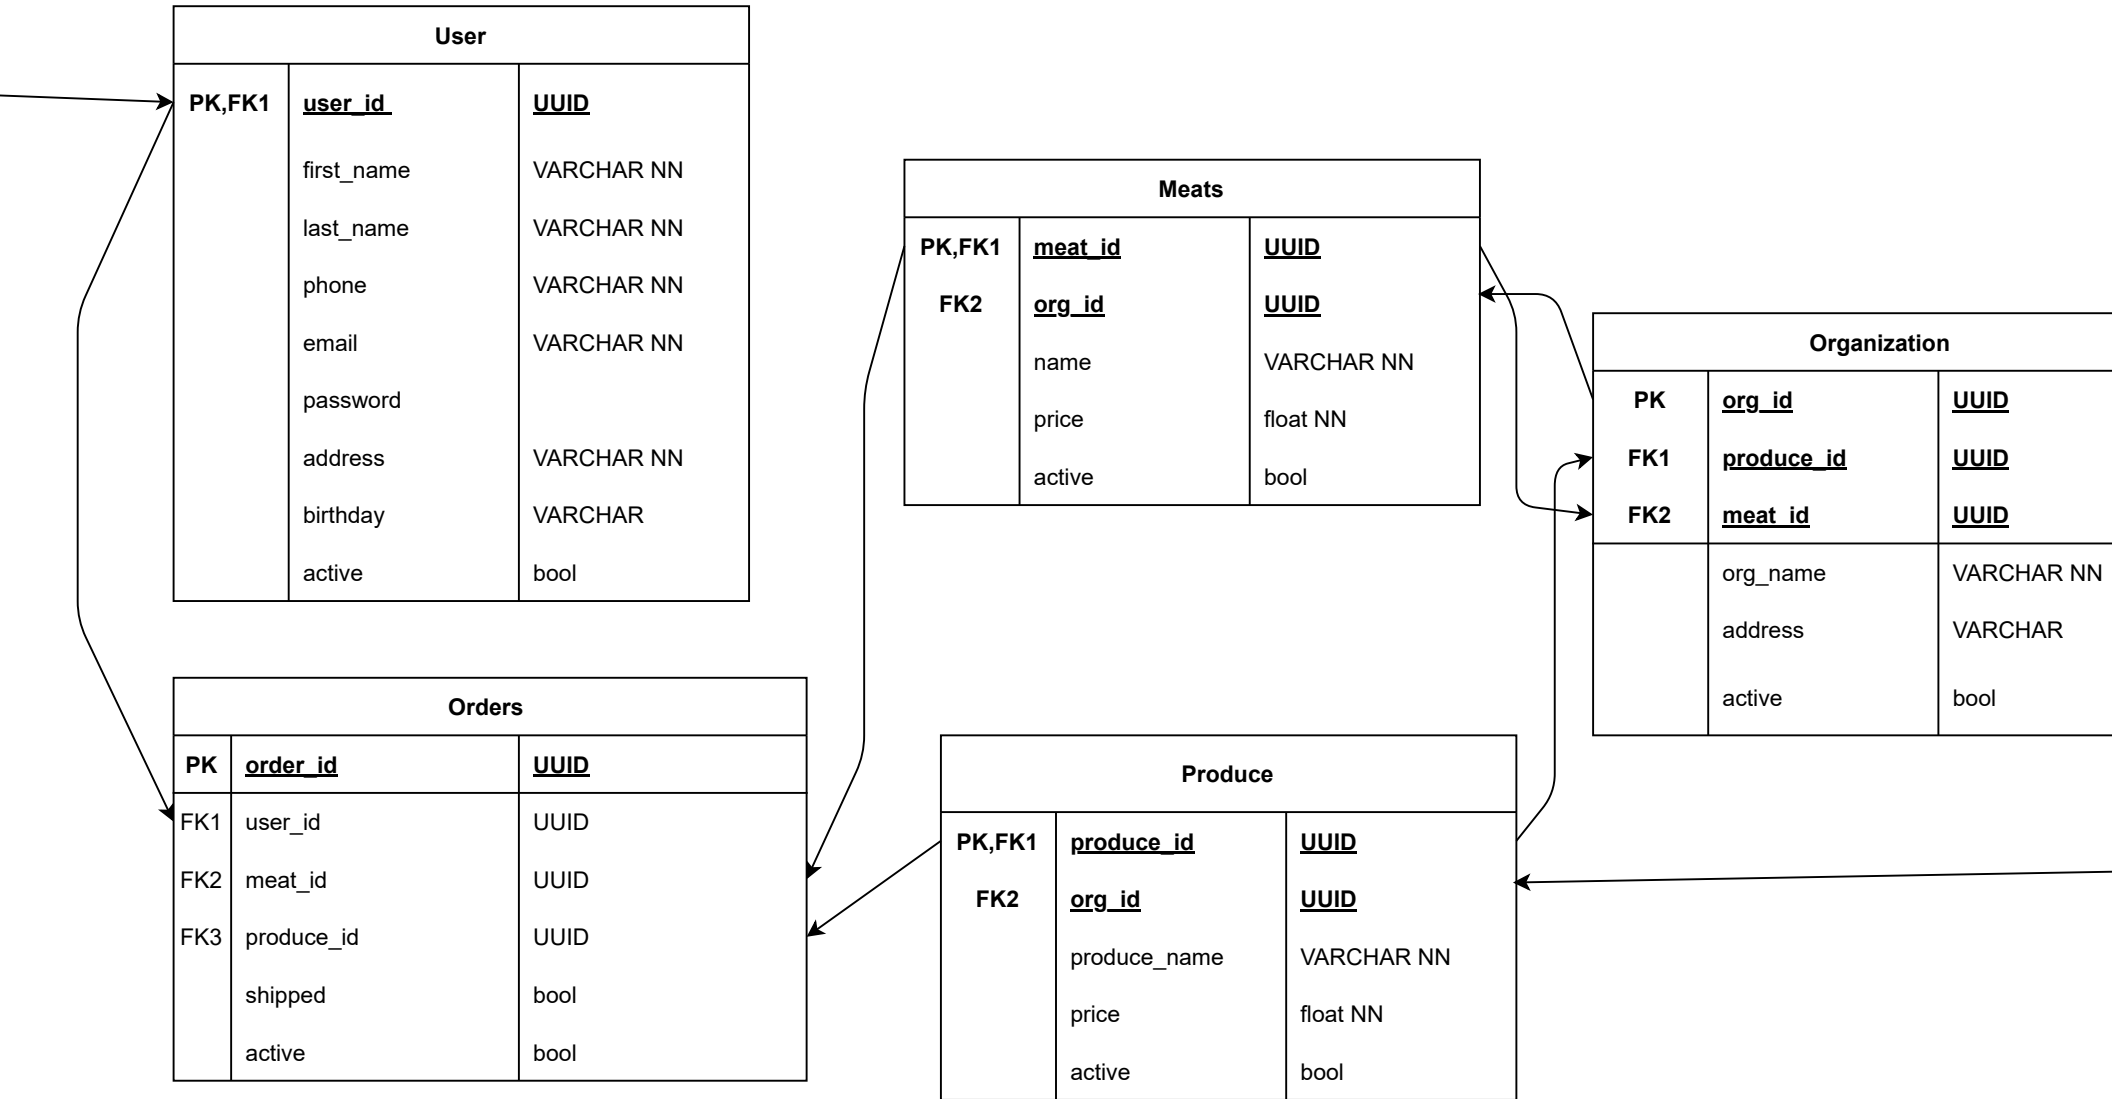 User
PK,FK1 user_id UUID
first_name VARCHAR NN
last_name VARCHAR NN
phone VARCHAR NN
email VARCHAR NN
password
address VARCHAR NN
birthday VARCHAR
active bool
Meats
PK,FK1 meat_id UUID
FK2 org_id UUID
name VARCHAR NN
price float NN
active bool
Organization
PK org_id UUID
FK1 produce_id UUID
FK2 meat_id UUID
org_name VARCHAR NN
address VARCHAR
active bool
Orders
PK order_id UUID
FK1 user_id UUID
FK2 meat_id UUID
FK3 produce_id UUID
shipped bool
active bool
Produce
PK,FK1 produce_id UUID
FK2 org_id UUID
produce_name VARCHAR NN
price float NN
active bool